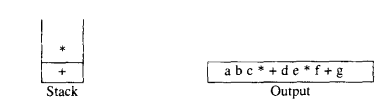 *
+
a b c * + d e * f + g
Stack
Output